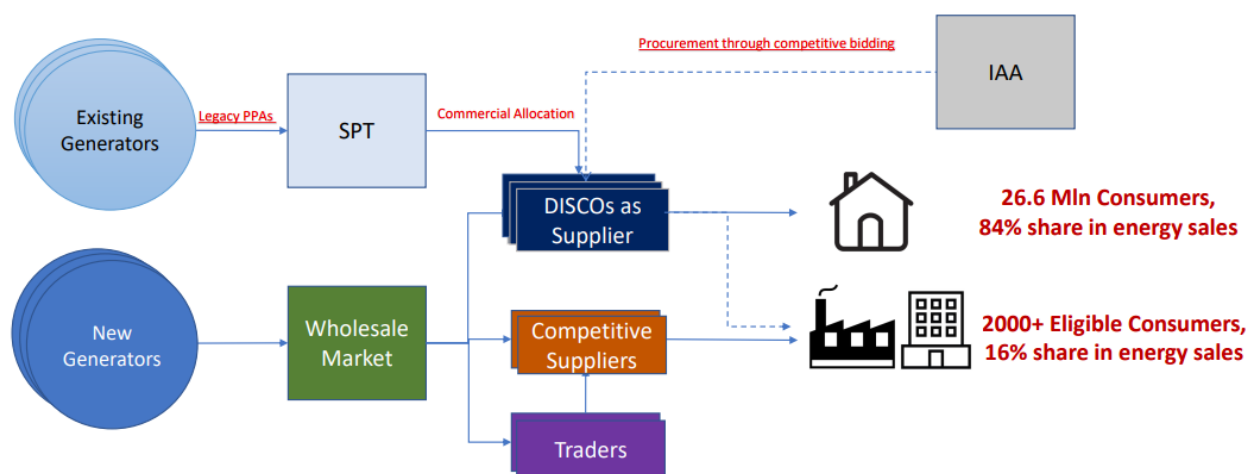 Procurement through competitive bidding
IAA
Existing
Generators
Legacy PPAs
SPT
Commercial Allocation
DISCOs as
Supplier
26.6 Mln Consumers,
84% share in energy sales
New
Generators
Wholesale
Market
Competitive
Suppliers
2000+ Eligible Consumers,
16% share in energy sales
Traders